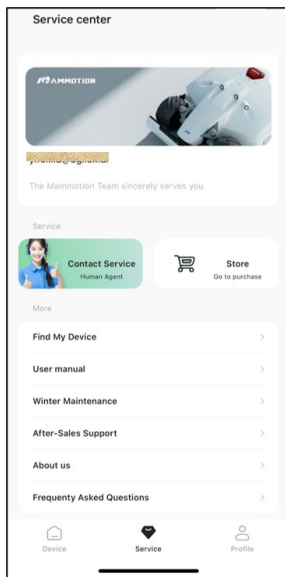 Service center
MAMMOTION
The Mammotion Team sincerely serves you
Service
Contact Service
Human Agent
Store
Go to purchase
More
Find My Device
User manual
Winter Maintenance
After-Sales Support
About us
Frequenty Asked Questions
Device
Service
Profile